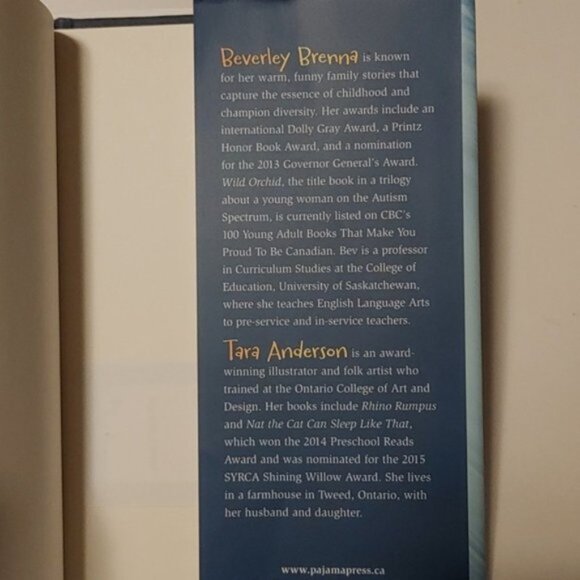 Beverley Brenna is known
for her warm, funny family stories that
capture the essence of childhood and
champion diversity. Her awards include an
international Dolly Gray Award, a Printz
Honor Book Award, and a nomination
for the 2013 Governor General's Award.
Wild Orchid, the title book in a trilogy
about a young woman on the Autism
Spectrum, is currently listed on CBC's
100 Young Adult Books That Make You
Proud To Be Canadian. Bev is a professor
in Curriculum Studies at the College of
Education, University of Saskatchewan,
where she teaches English Language Arts
to pre-service and in-service teachers.
Tara Anderson is an award-
winning illustrator and folk artist who
trained at the Ontario College of Art and
Design. Her books include Rhino Rumpus
and Nat the Cat Can Sleep Like That,
which won the 2014 Preschool Reads
Award and was nominated for the 2015
SYRCA Shining Willow Award. She lives
in a farmhouse in Tweed, Ontario, with
her husband and daughter.
www.pajamapress.ca